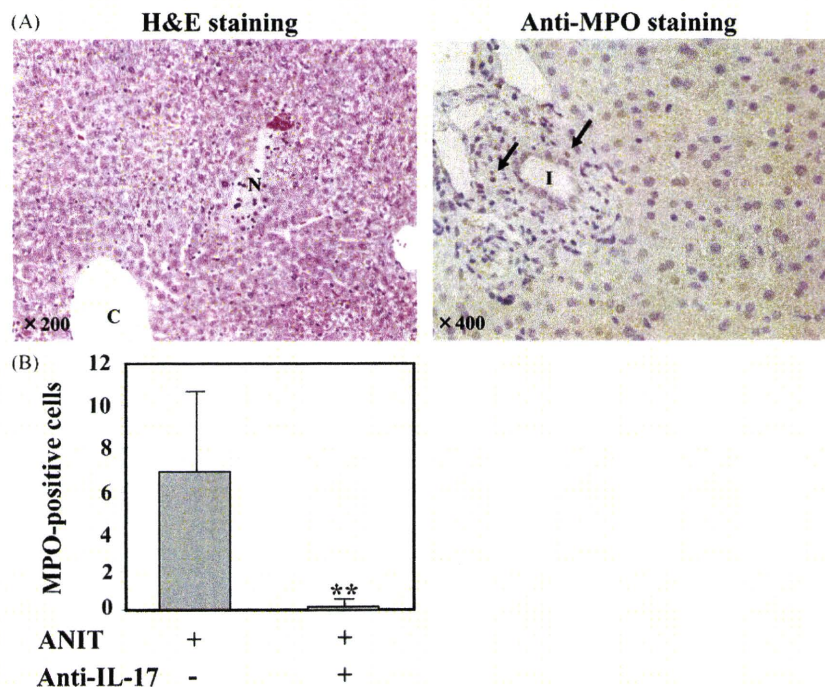 (A) H&E staining Anti-MPO staining
N
I
C
×200
×400
(B)
12
10
8
6
4
2
0
MPO-positive cells
**
ANIT + +
Anti-IL-17 - +